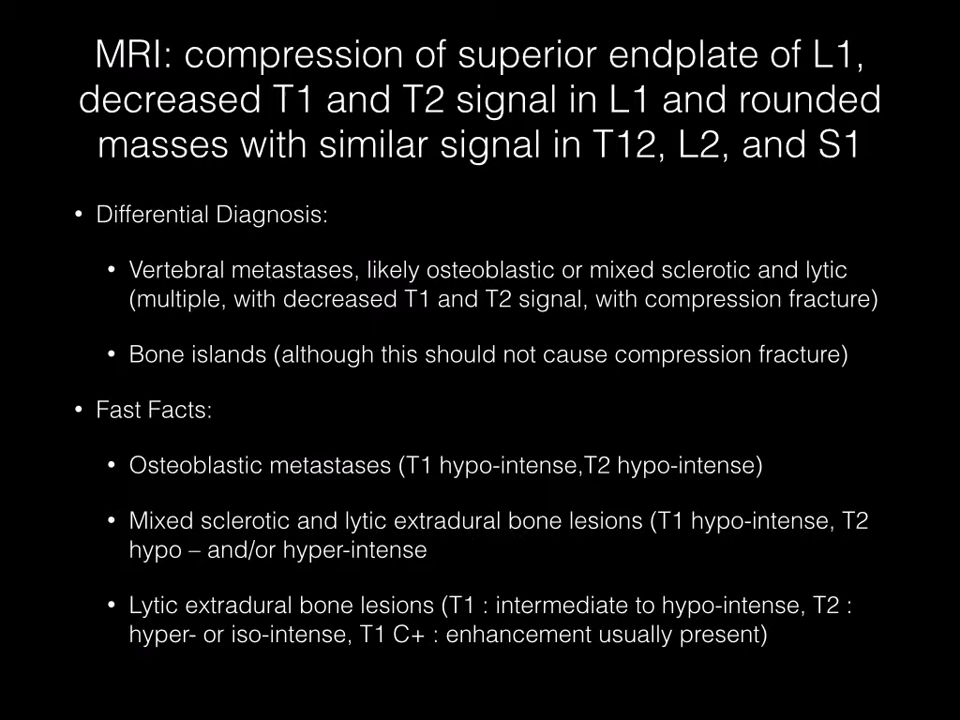 MRI: compression of superior endplate of L1,
decreased T1 and T2 signal in L1 and rounded
masses with similar signal in T12, L2, and S1
• Differential Diagnosis:
• Vertebral metastases, likely osteoblastic or mixed sclerotic and lytic
(multiple, with decreased T1 and T2 signal, with compression fracture)
• Bone islands (although this should not cause compression fracture)
• Fast Facts:
• Osteoblastic metastases (T1 hypo-intense,T2 hypo-intense)
• Mixed sclerotic and lytic extradural bone lesions (T1 hypo-intense, T2
hypo – and/or hyper-intense
• Lytic extradural bone lesions (T1 : intermediate to hypo-intense, T2 :
hyper- or iso-intense, T1 C+ : enhancement usually present)